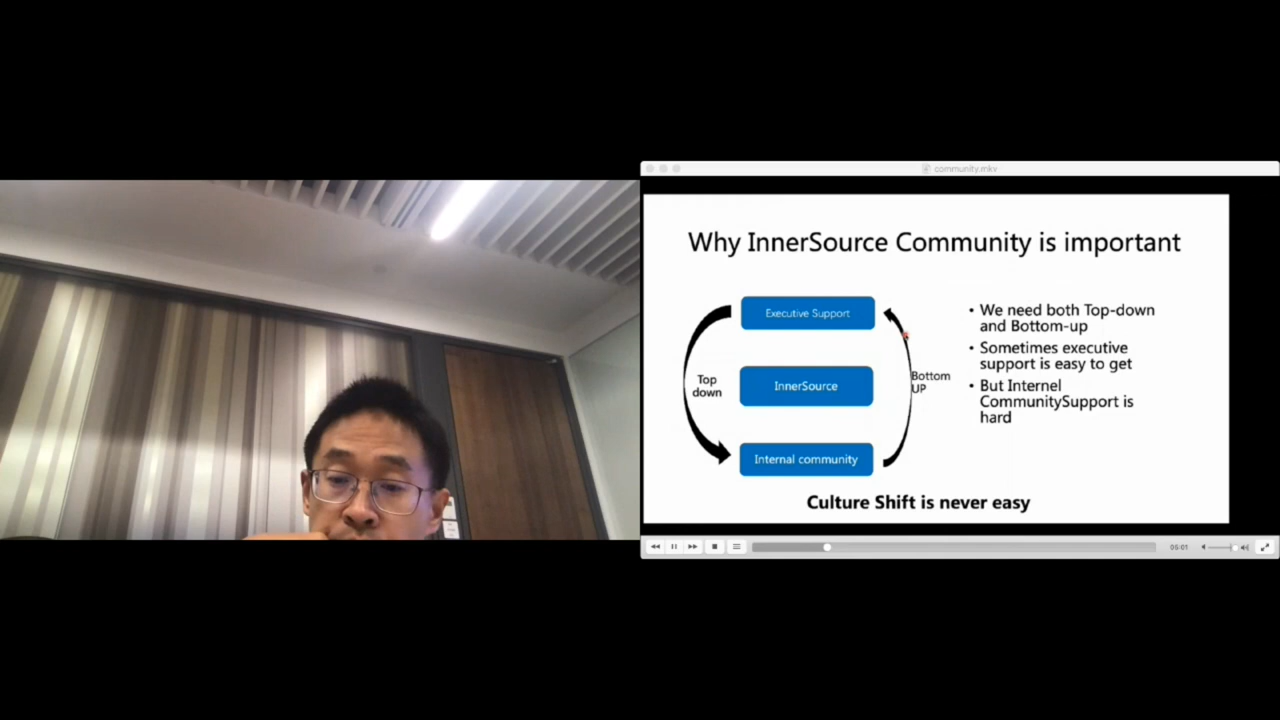 community.mkv
Why InnerSource Community is important
Executive Support
InnerSource
Internal community
Top
down
Bottom
UP
• We need both Top-down
and Bottom-up
• Sometimes executive
support is easy to get
• But Internel
CommunitySupport is
hard
Culture Shift is never easy
05:01